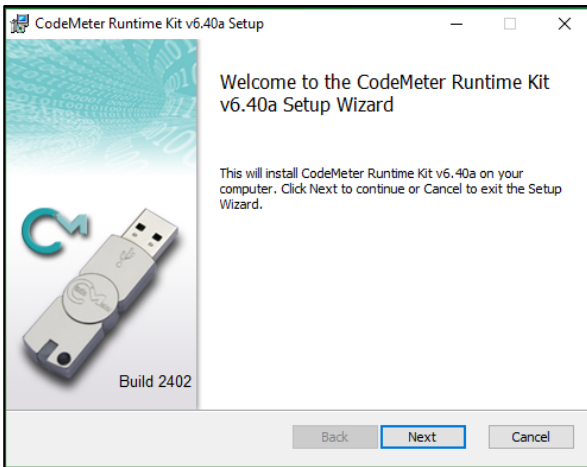 CodeMeter Runtime Kit v6.40a Setup
Welcome to the CodeMeter Runtime Kit
v6.40a Setup Wizard
This will install CodeMeter Runtime Kit v6.40a on your
computer. Click Next to continue or Cancel to exit the Setup
Wizard.
Build 2402
Back Next Cancel